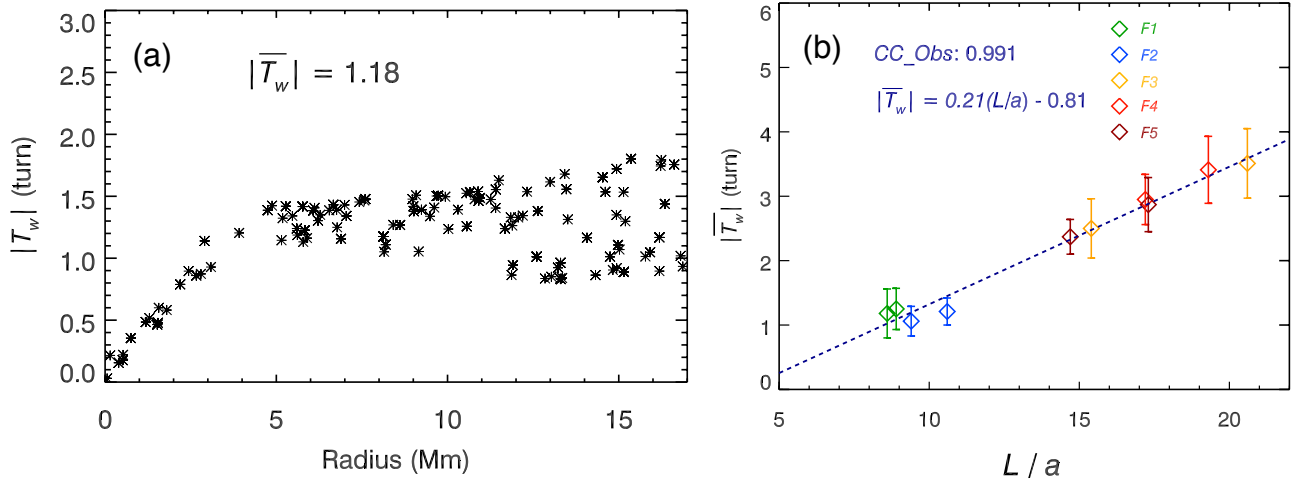 (a)
|T̅w̅| = 1.18
|Tw| (turn)
3.0
2.5
2.0
1.5
1.0
0.5
0.0
0 5 10 15
Radius (Mm)
(b)
CC_Obs: 0.991
|T̅w̅| = 0.21(L/a) - 0.81
F1
F2
F3
F4
F5
|T̅w̅| (turn)
6
5
4
3
2
1
0
5 10 15 20
L / a